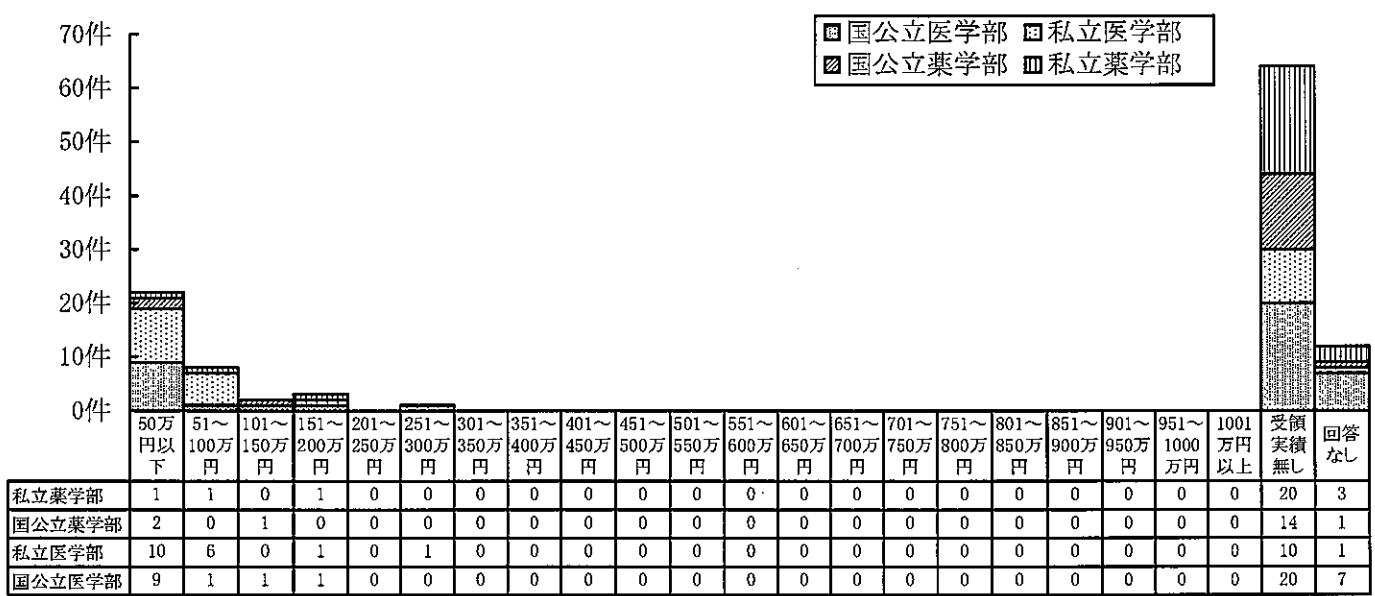 70件
60件
50件
40件
30件
20件
10件
0件
国公立医学部 私立医学部
国公立薬学部 私立薬学部
50万円以下 51～100万円 101～150万円 151～200万円 201～250万円 251～300万円 301～350万円 351～400万円 401～450万円 451～500万円 501～550万円 551～600万円 601～650万円 651～700万円 701～750万円 751～800万円 801～850万円 851～900万円 901～950万円 951～1000万円 1001万円以上 受領実績無し 回答なし
私立薬学部 1 1 0 1 0 0 0 0 0 0 0 0 0 0 0 0 0 0 0 0 0 20 3
国公立薬学部 2 0 1 0 0 0 0 0 0 0 0 0 0 0 0 0 0 0 0 0 0 14 1
私立医学部 10 6 0 1 0 1 0 0 0 0 0 0 0 0 0 0 0 0 0 0 0 10 1
国公立医学部 9 1 1 1 0 0 0 0 0 0 0 0 0 0 0 0 0 0 0 0 0 20 7